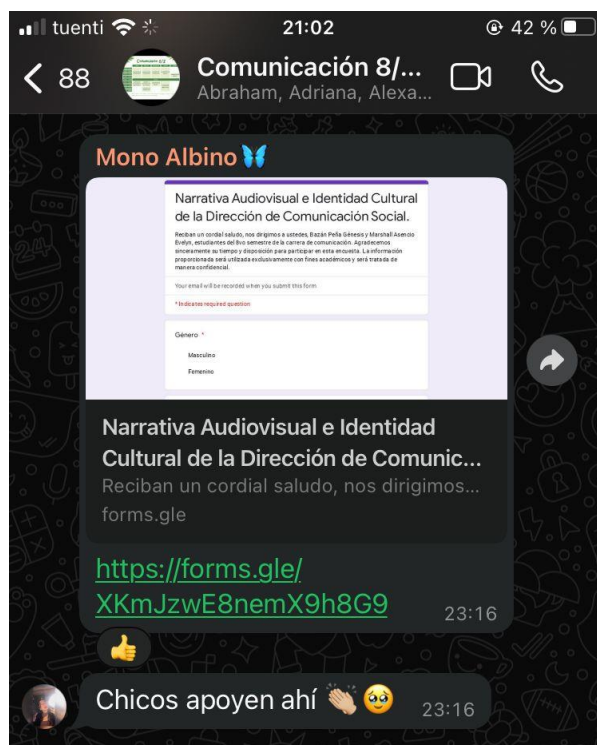 tuenti 21:02 42 %
88 Comunicación 8/...
Abraham, Adriana, Alexa...
Mono Albino🦋
Narrativa Audiovisual e Identidad Cultural
de la Dirección de Comunicación Social.
Reciban un cordial saludo, nos dirigimos a ustedes, Bazán Peña Génesis y Marshall Asencio
Evelyn, estudiantes del 8vo semestre de la carrera de comunicación. Agradecemos
sinceramente su tiempo y disposición para participar en esta encuesta. La información
proporcionada será utilizada exclusivamente con fines académicos y será tratada de
manera confidencial.
Your email will be recorded when you submit this form
* Indicates required question
Género *
Masculino
Femenino
Narrativa Audiovisual e Identidad
Cultural de la Dirección de Comunic...
Reciban un cordial saludo, nos dirigimos...
forms.gle
https://forms.gle/
XKmJzwE8nemX9h8G9 23:16
👍
Chicos apoyen ahí 👏🏽🥹 23:16